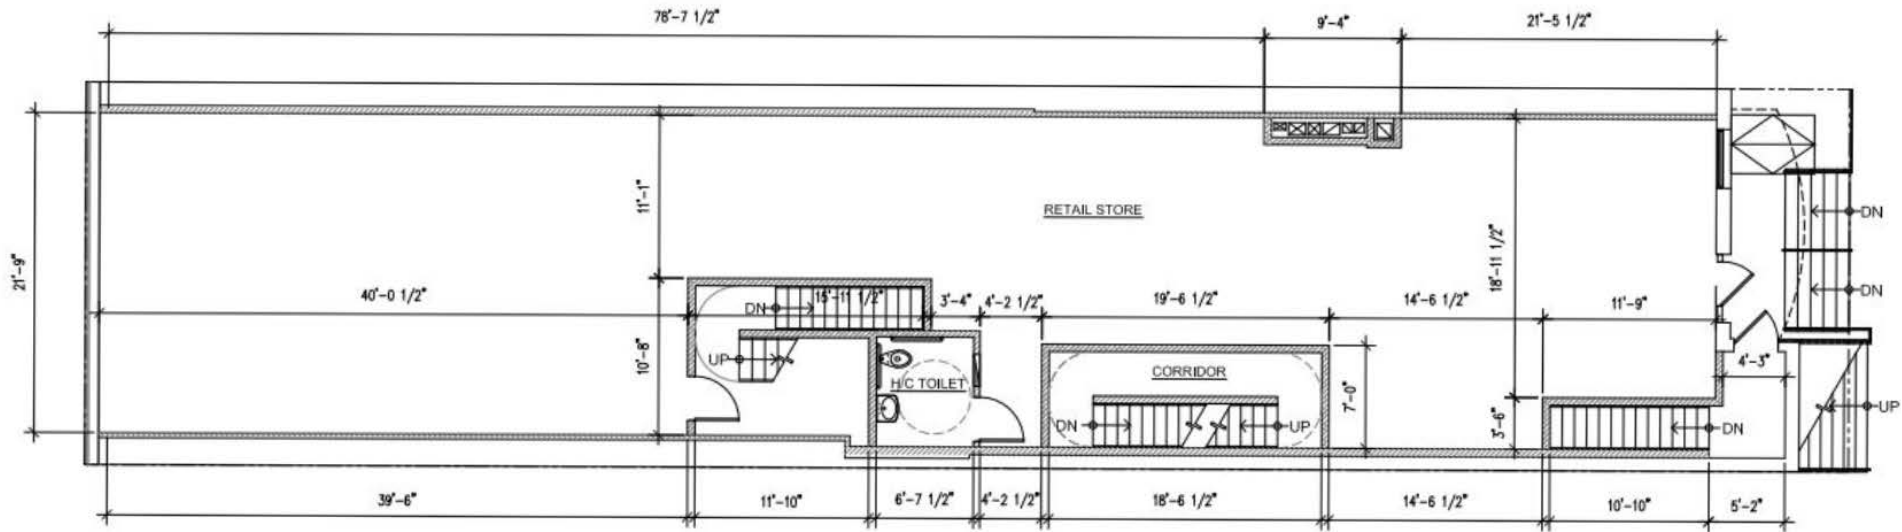 78'-7 1/2"
9'-4"
21'-5 1/2"
21'-9"
11'-1"
RETAIL STORE
18'-11 1/2"
DN
DN
40'-0 1/2"
15'-11 1/2"
3'-4"
4'-2 1/2"
19'-6 1/2"
14'-6 1/2"
11'-9"
DN
10'-8"
UP
H/C TOILET
CORRIDOR
4'-3"
7'-0"
3'-6"
UP
DN
UP
DN
39'-6"
11'-10"
6'-7 1/2"
4'-2 1/2"
18'-6 1/2"
14'-6 1/2"
10'-10"
5'-2"